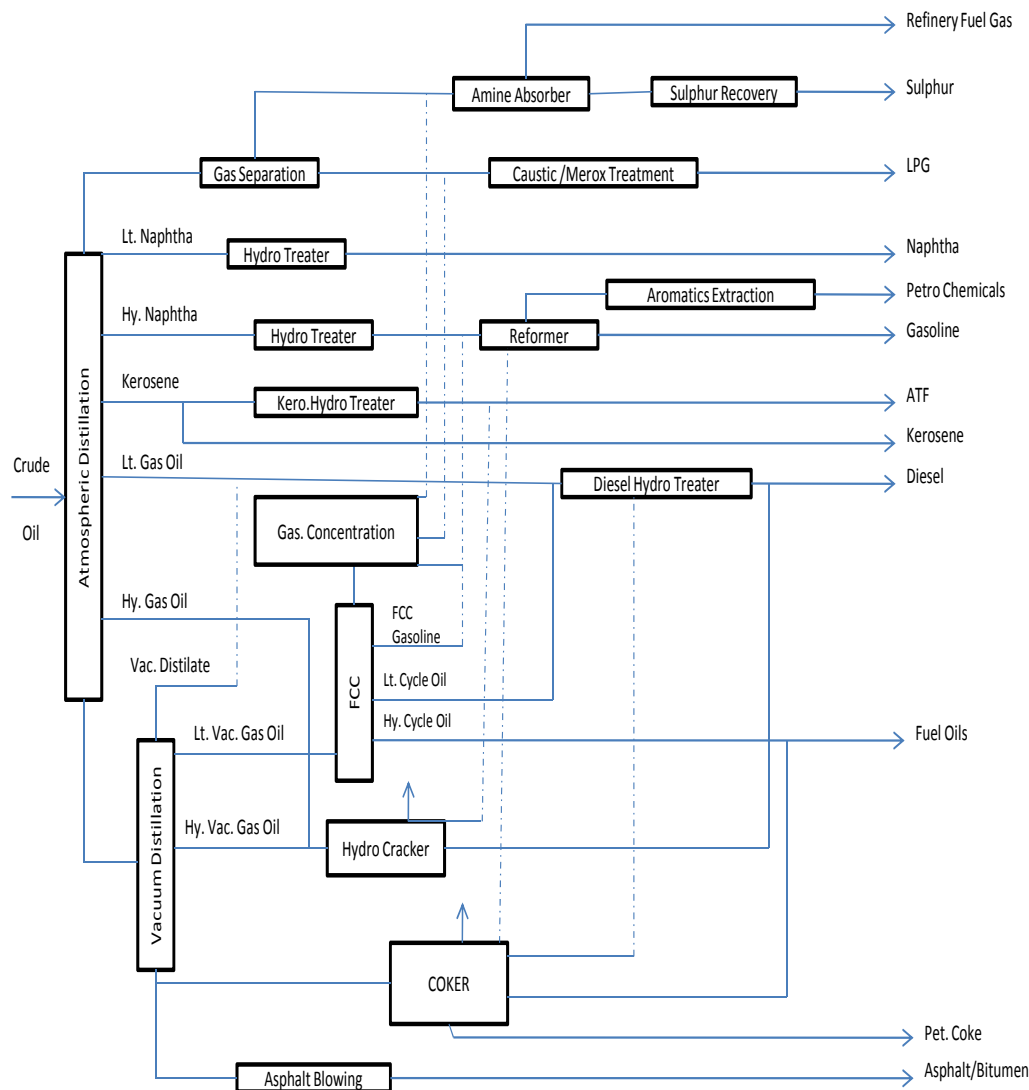 Refinery Fuel Gas
Amine Absorber
Sulphur Recovery
Sulphur
Gas Separation
Caustic /Merox Treatment
LPG
Lt. Naphtha
Hydro Treater
Naphtha
Aromatics Extraction
Petro Chemicals
Hy. Naphtha
Hydro Treater
Reformer
Gasoline
Kerosene
Kero.Hydro Treater
ATF
Kerosene
Crude
Oil
Atmospheric Distillation
Lt. Gas Oil
Diesel Hydro Treater
Diesel
Gas. Concentration
Hy. Gas Oil
FCC
Gasoline
Vac. Distilate
FCC
Lt. Cycle Oil
Hy. Cycle Oil
Lt. Vac. Gas Oil
Fuel Oils
Vacuum Distillation
Hy. Vac. Gas Oil
Hydro Cracker
COKER
Pet. Coke
Asphalt Blowing
Asphalt/Bitumen